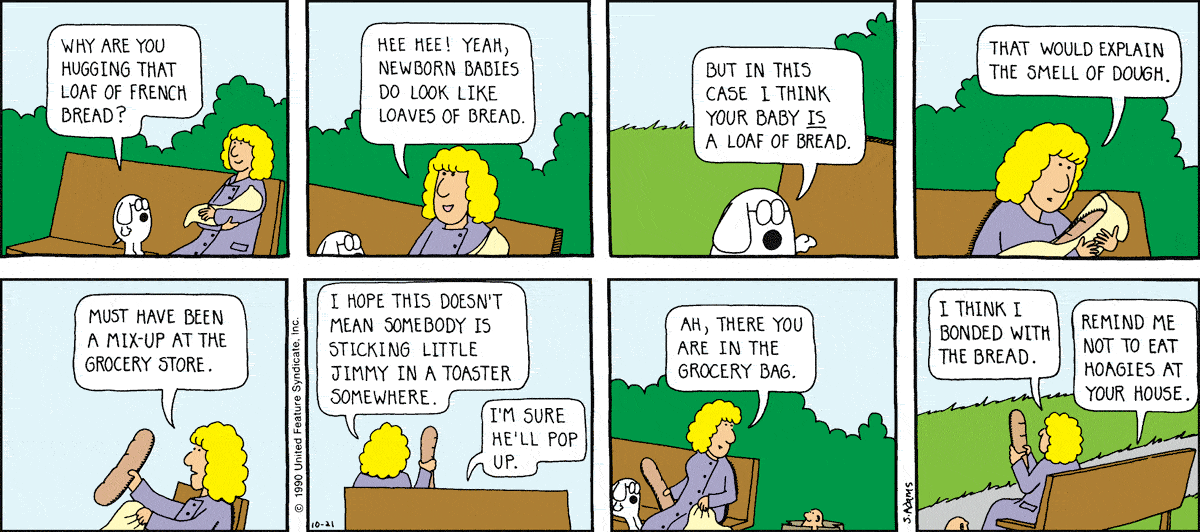 WHY ARE YOU
HUGGING THAT
LOAF OF FRENCH
BREAD?
HEE HEE! YEAH,
NEWBORN BABIES
DO LOOK LIKE
LOAVES OF BREAD.
BUT IN THIS
CASE I THINK
YOUR BABY IS
A LOAF OF BREAD.
THAT WOULD EXPLAIN
THE SMELL OF DOUGH.
MUST HAVE BEEN
A MIX-UP AT THE
GROCERY STORE.
© 1990 United Feature Syndicate, Inc.
I HOPE THIS DOESN'T
MEAN SOMEBODY IS
STICKING LITTLE
JIMMY IN A TOASTER
SOMEWHERE.
I'M SURE
HE'LL POP
UP.
10-21
AH, THERE YOU
ARE IN THE
GROCERY BAG.
S. ADAMS
I THINK I
BONDED WITH
THE BREAD.
REMIND ME
NOT TO EAT
HOAGIES AT
YOUR HOUSE.